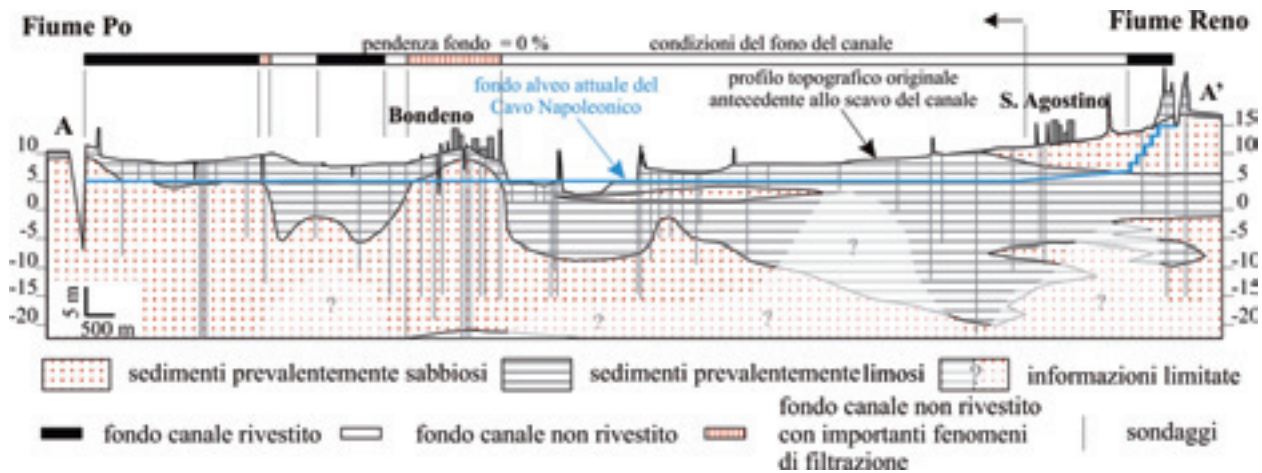 Fiume Po
Fiume Reno
pendenza fondo = 0 %
condizioni del fono del canale
fondo alveo attuale del
Cavo Napoleonico
profilo topografico originale
antecedente allo scavo del canale
S. Agostino
Bondeno
A
A'
10
5
0
-5
-10
-15
-20
15
10
5
0
-5
-10
-15
-20
5 m
500 m
?
?
?
?
?
sedimenti prevalentemente sabbiosi
sedimenti prevalentemente limosi
?
informazioni limitate
fondo canale rivestito
fondo canale non rivestito
fondo canale non rivestito
con importanti fenomeni
di filtrazione
sondaggi